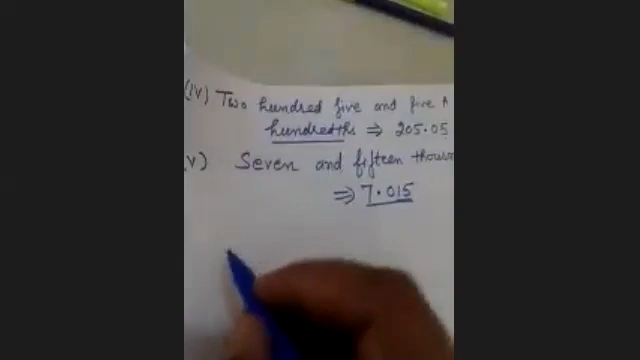 (iv) Two hundred five and five
hundredths ⇒ 205.05
v) Seven and fifteen
⇒ 7.015